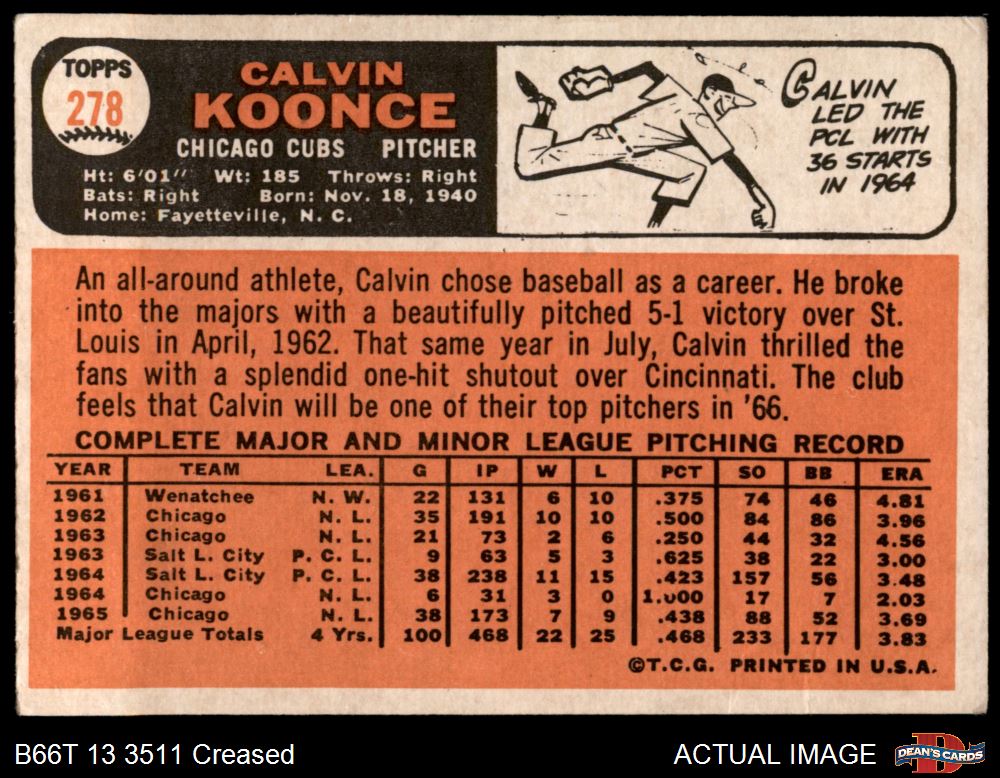 TOPPS
278
CALVIN
KOONCE
CHICAGO CUBS PITCHER
Ht: 6'01" Wt: 185 Throws: Right
Bats: Right Born: Nov. 18, 1940
Home: Fayetteville, N. C.
CALVIN
LED THE
PCL WITH
36 STARTS
IN 1964
An all-around athlete, Calvin chose baseball as a career. He broke
into the majors with a beautifully pitched 5-1 victory over St.
Louis in April, 1962. That same year in July, Calvin thrilled the
fans with a splendid one-hit shutout over Cincinnati. The club
feels that Calvin will be one of their top pitchers in '66.
COMPLETE MAJOR AND MINOR LEAGUE PITCHING RECORD
YEAR TEAM LEA. G IP W L PCT SO BB ERA
1961 Wenatchee N. W. 22 131 6 10 .375 74 46 4.81
1962 Chicago N. L. 35 191 10 10 .500 84 86 3.96
1963 Chicago N. L. 21 73 2 6 .250 44 32 4.56
1963 Salt L. City P. C. L. 9 63 5 3 .625 38 22 3.00
1964 Salt L. City P. C. L. 38 238 11 15 .423 157 56 3.48
1964 Chicago N. L. 6 31 3 0 1.000 17 7 2.03
1965 Chicago N. L. 38 173 7 9 .438 88 52 3.69
Major League Totals 4 Yrs. 100 468 22 25 .468 233 177 3.83
©T.C.G. PRINTED IN U.S.A.
B66T 13 3511 Creased
ACTUAL IMAGE
DEAN'S CARDS